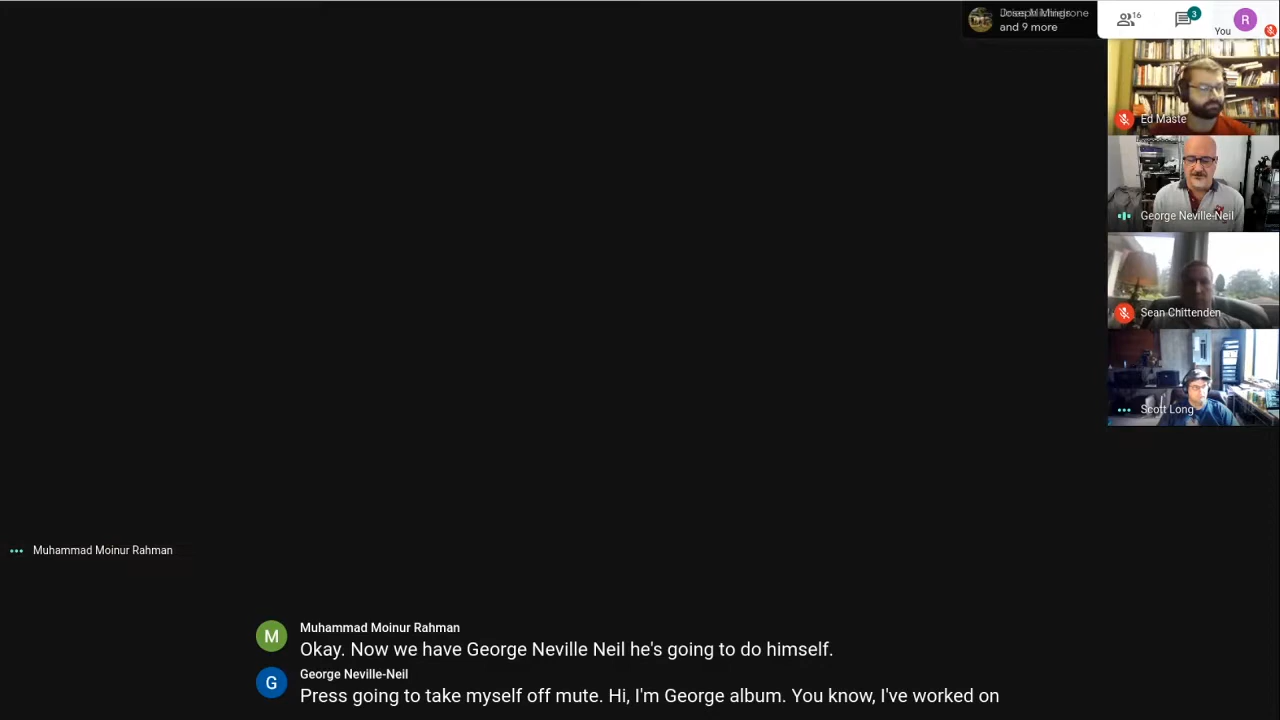 and 9 more
16
3
You
R
Ed Maste
George Neville-Neil
Sean Chittenden
Scott Long
Muhammad Moinur Rahman
M
Muhammad Moinur Rahman
Okay. Now we have George Neville Neil he's going to do himself.
G
George Neville-Neil
Press going to take myself off mute. Hi, I'm George album. You know, I've worked on